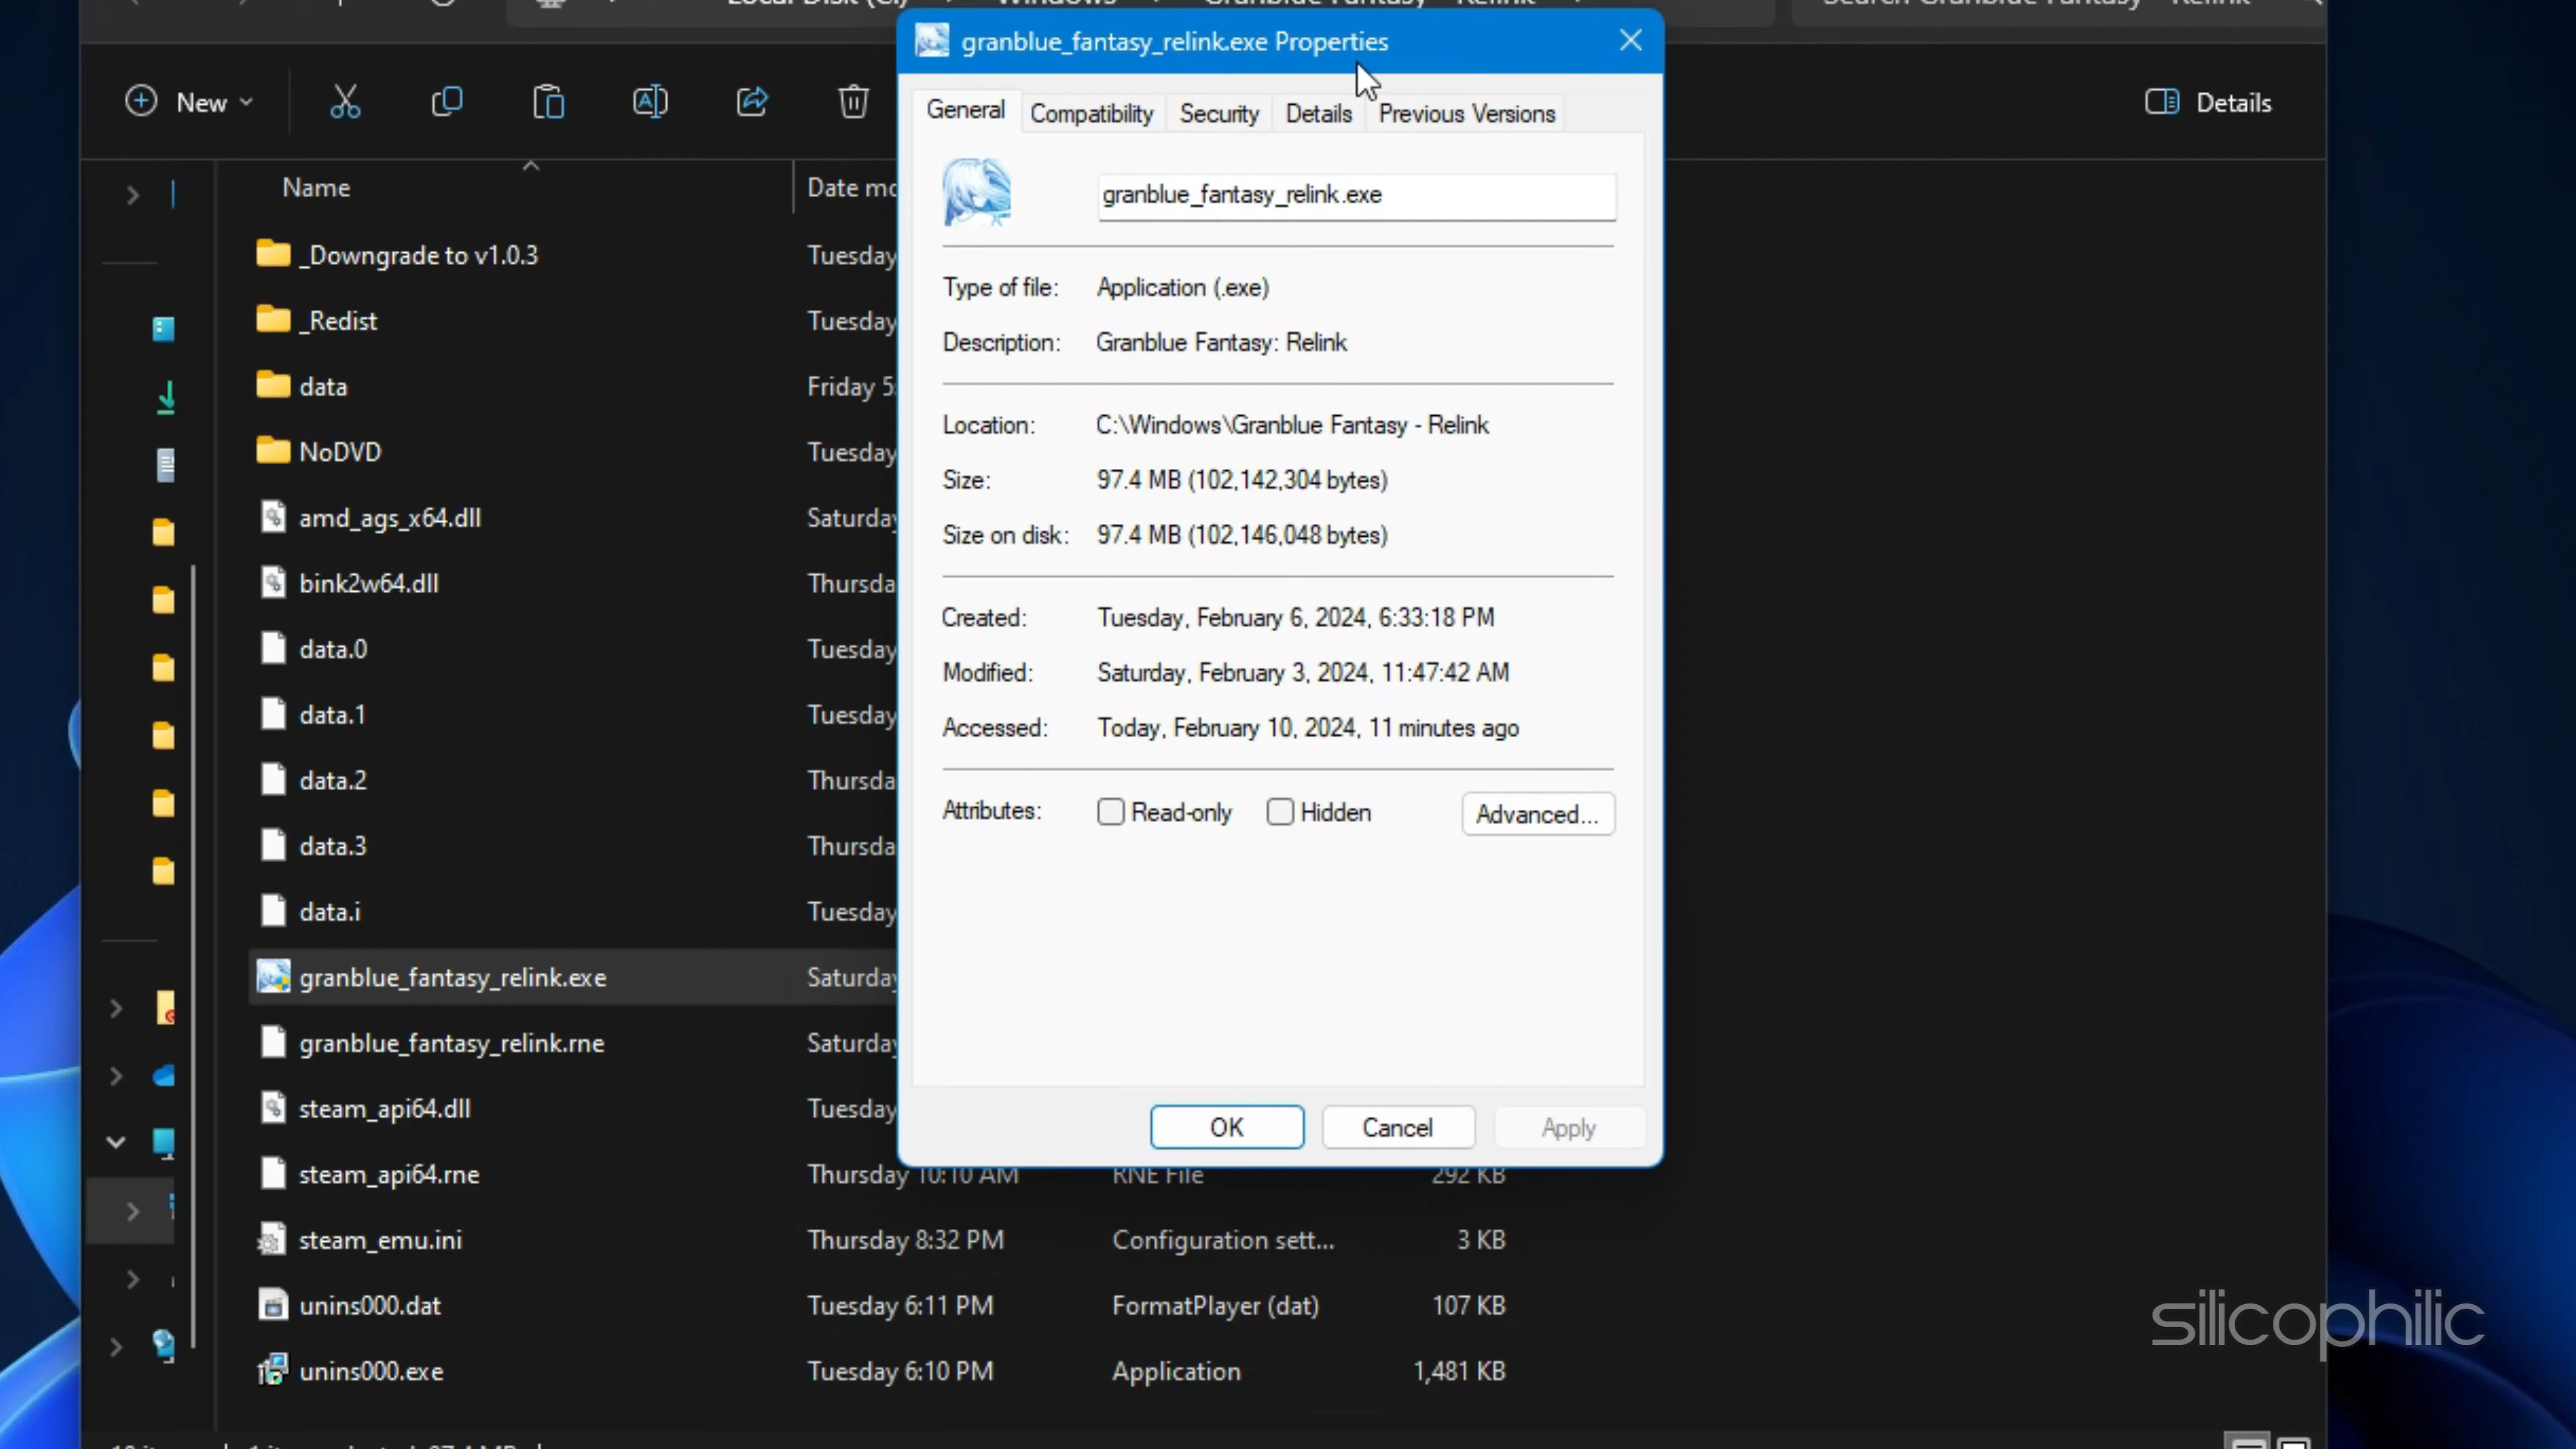 granblue_fantasy_relink.exe Properties
New
Details
General
Compatibility
Security
Details
Previous Versions
Name
granblue_fantasy_relink.exe
_Downgrade to v1.0.3
Tuesday
Type of file:
Application (.exe)
_Redist
Tuesday
Description:
Granblue Fantasy: Relink
data
Friday 5:
Location:
C:\Windows\Granblue Fantasy - Relink
NoDVD
Tuesday
Size:
97.4 MB (102,142,304 bytes)
amd_ags_x64.dll
Saturday
Size on disk:
97.4 MB (102,146,048 bytes)
bink2w64.dll
Thursda
Created:
Tuesday, February 6, 2024, 6:33:18 PM
data.0
Tuesday
Modified:
Saturday, February 3, 2024, 11:47:42 AM
data.1
Tuesday
Accessed:
Today, February 10, 2024, 11 minutes ago
data.2
Thursda
Attributes:
Read-only
Hidden
Advanced...
data.3
Thursda
data.i
Tuesday
granblue_fantasy_relink.exe
Saturday
granblue_fantasy_relink.rne
Saturday
steam_api64.dll
Tuesday
OK
Cancel
Apply
steam_api64.rne
Thursday 10:10 AM
RNE File
292 KB
steam_emu.ini
Thursday 8:32 PM
Configuration sett...
3 KB
unins000.dat
Tuesday 6:11 PM
FormatPlayer (dat)
107 KB
unins000.exe
Tuesday 6:10 PM
Application
1,481 KB
silicophilic